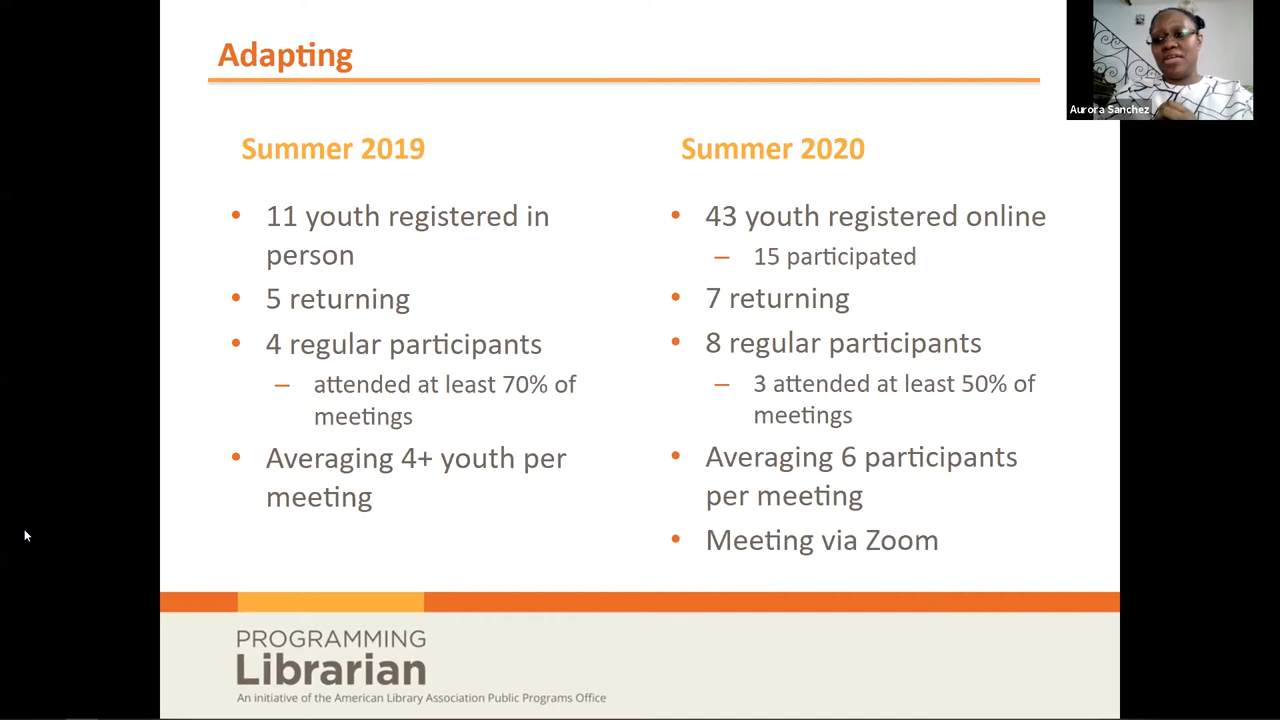 Adapting
Aurora Sanchez
Summer 2019
• 11 youth registered in
person
• 5 returning
• 4 regular participants
– attended at least 70% of
meetings
• Averaging 4+ youth per
meeting
Summer 2020
• 43 youth registered online
– 15 participated
• 7 returning
• 8 regular participants
– 3 attended at least 50% of
meetings
• Averaging 6 participants
per meeting
• Meeting via Zoom
PROGRAMMING
Librarian
An initiative of the American Library Association Public Programs Office